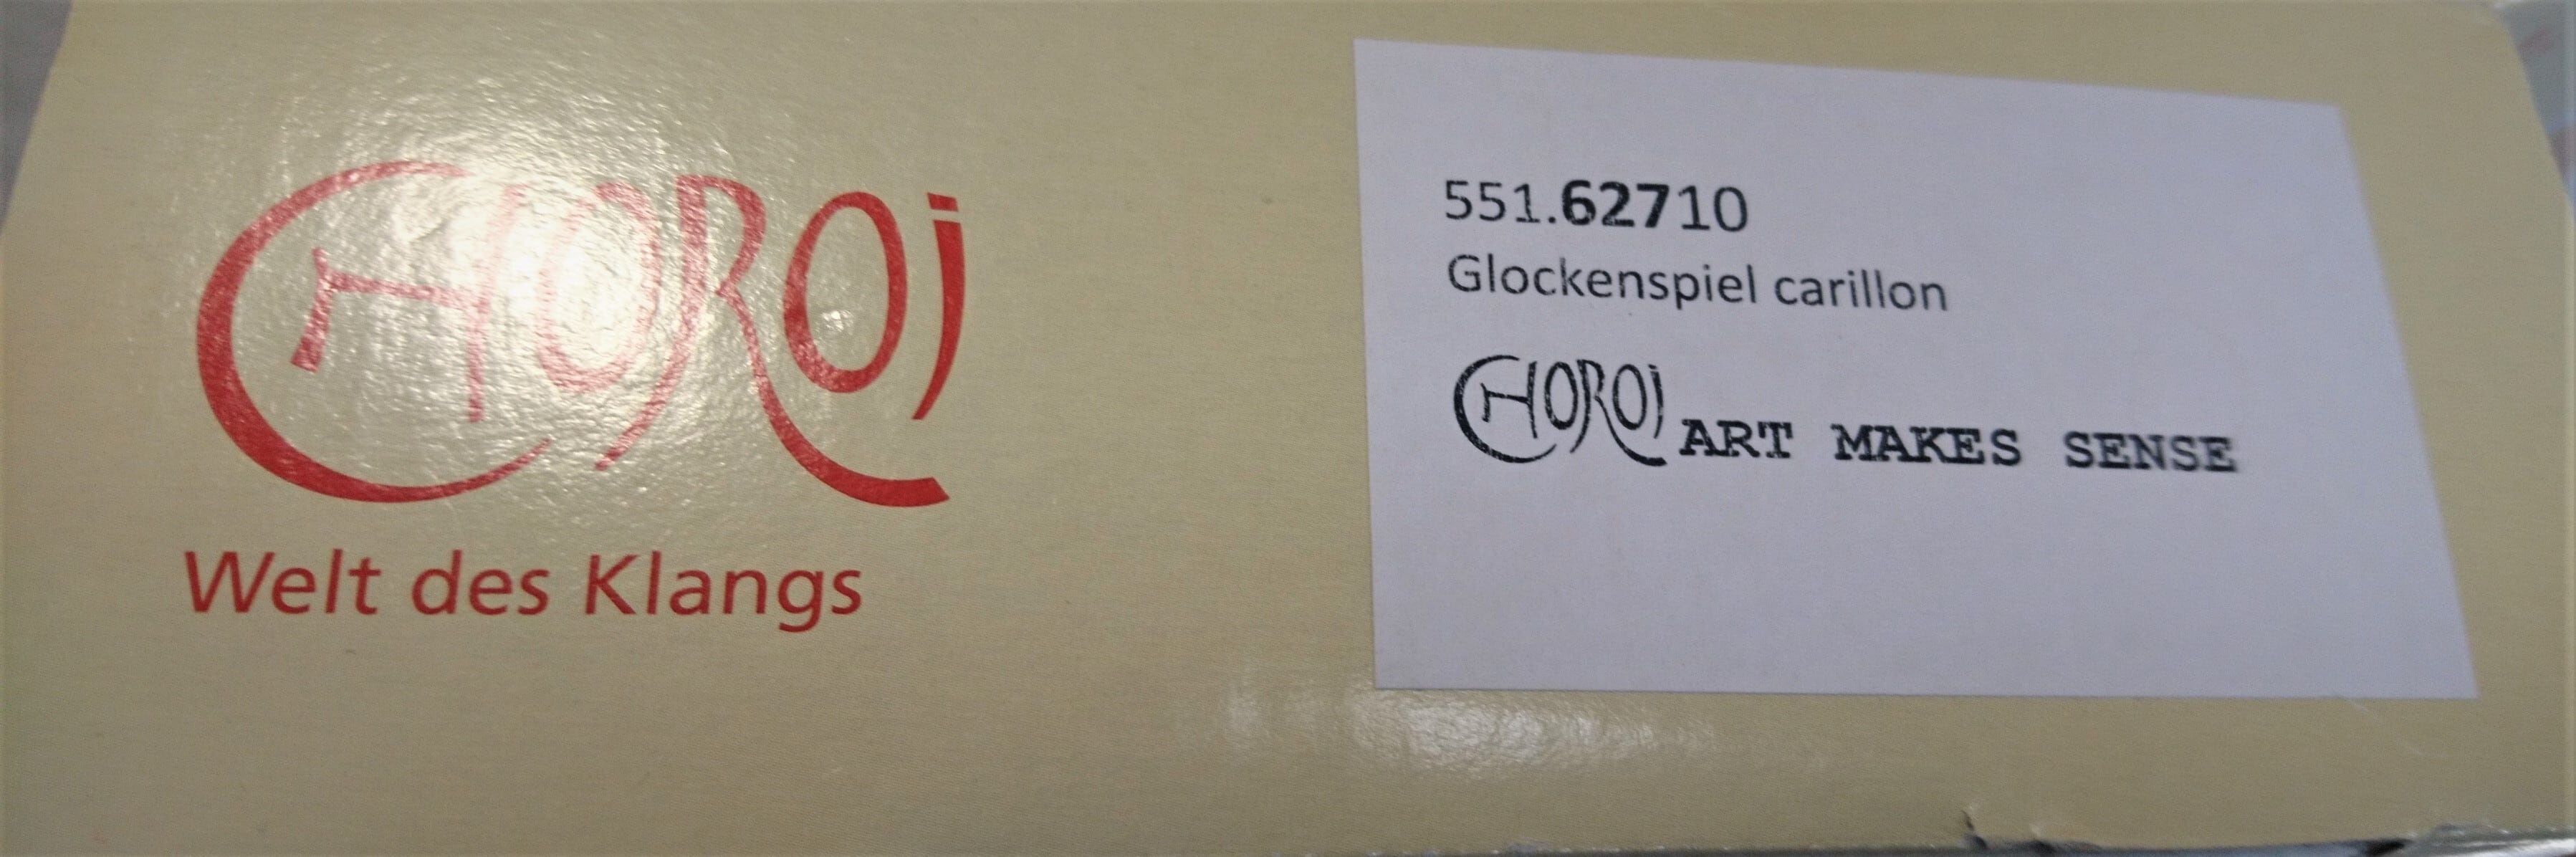 CHOROi
Welt des Klangs
551.62710
Glockenspiel carillon
CHOROi ART MAKES SENSE